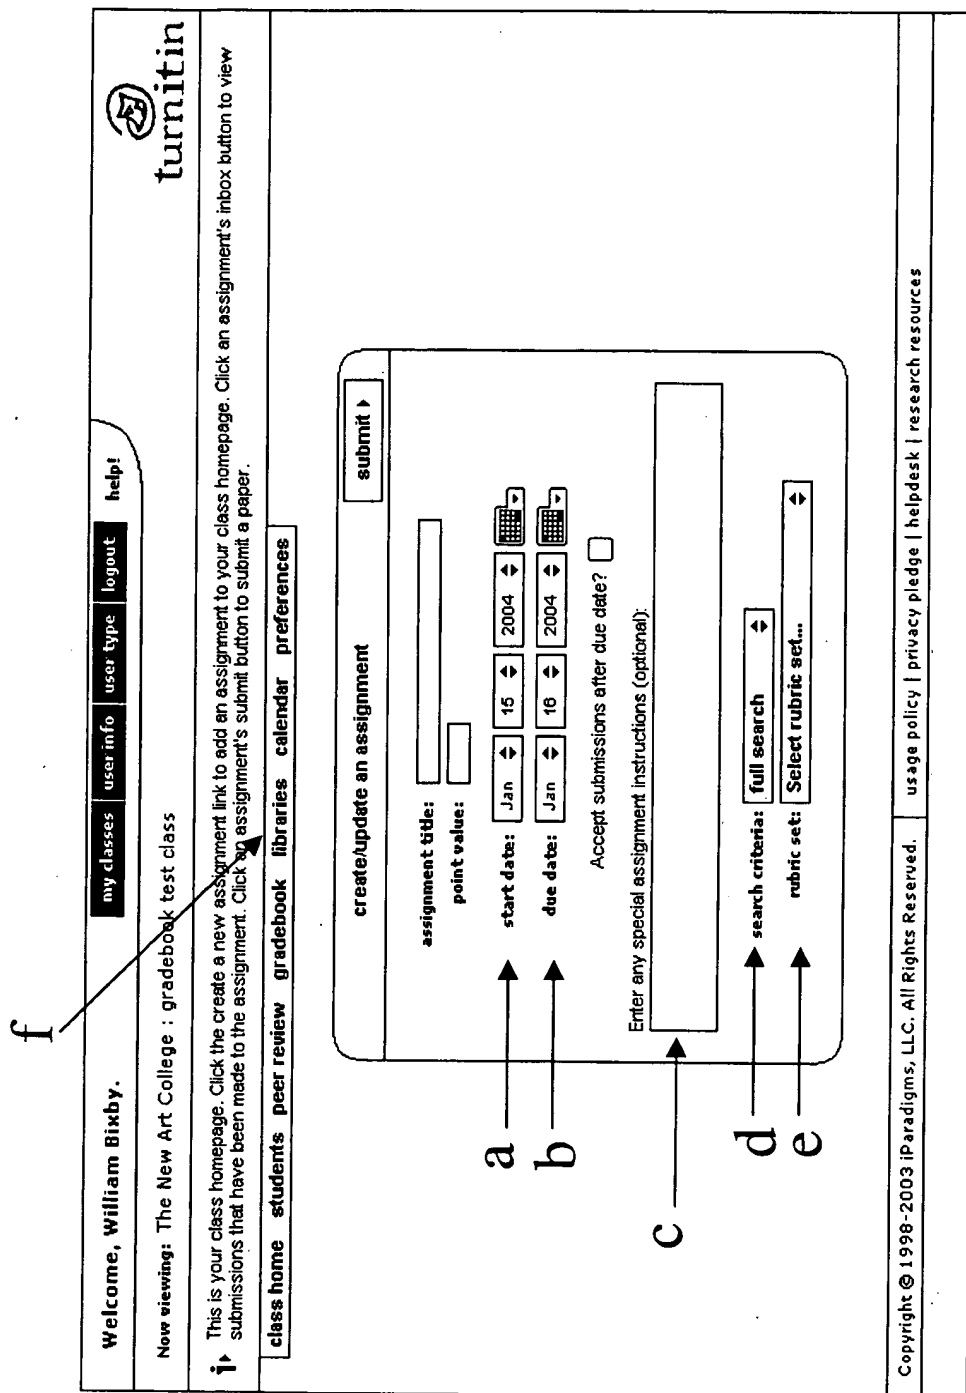 f
Welcome, William Bixby.
my classes user info user type logout help!
turnitin
Now viewing: The New Art College : gradebook test class
i This is your class homepage. Click the create a new assignment link to add an assignment to your class homepage. Click an assignment's inbox button to view
submissions that have been made to the assignment. Click an assignment's submit button to submit a paper.
class home students peer review gradebook libraries calendar preferences
create/update an assignment
submit
assignment title:
point value:
a
start date: Jan 15 2004
b
due date: Jan 16 2004
Accept submissions after due date?
Enter any special assignment instructions (optional):
c
d
search criteria: full search
e
rubric set: Select rubric set...
Copyright © 1998-2003 iParadigms, LLC. All Rights Reserved.
usage policy | privacy pledge | helpdesk | research resources